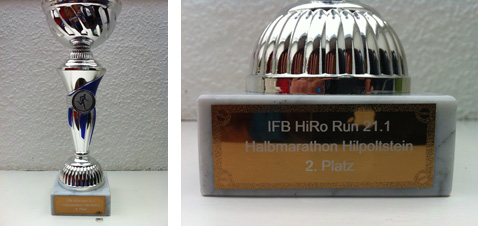 IFB HiRo Run 21.1
Halbmarathon Hilpoltstein
2. Platz